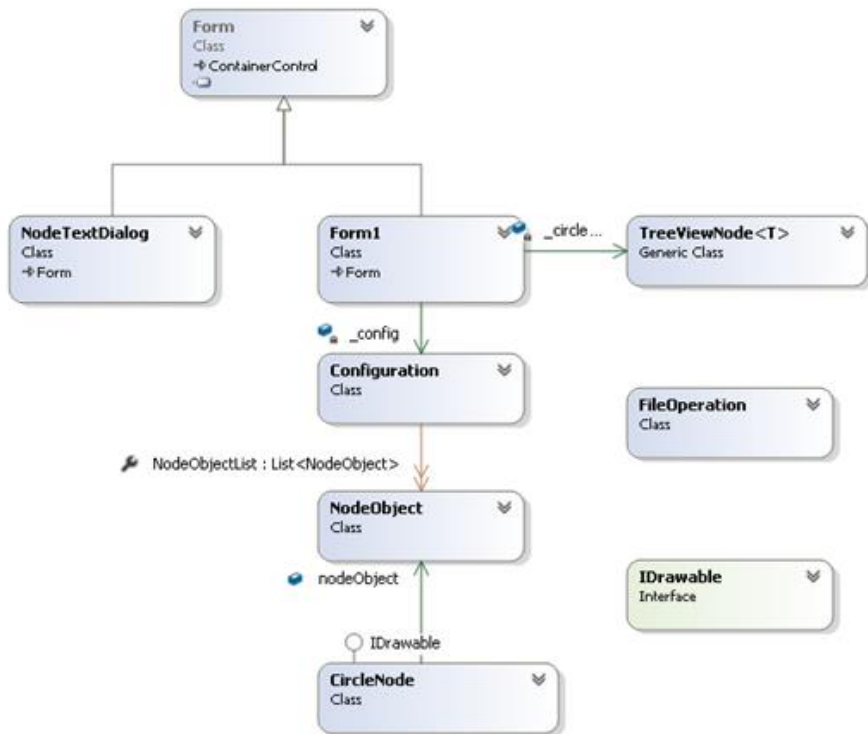 Form
Class
ContainerControl
NodeTextDialog
Class
Form
Form1
Class
Form
_circle...
TreeViewNode<T>
Generic Class
_config
Configuration
Class
FileOperation
Class
NodeObjectList : List<NodeObject>
NodeObject
Class
nodeObject
IDrawable
Interface
IDrawable
CircleNode
Class